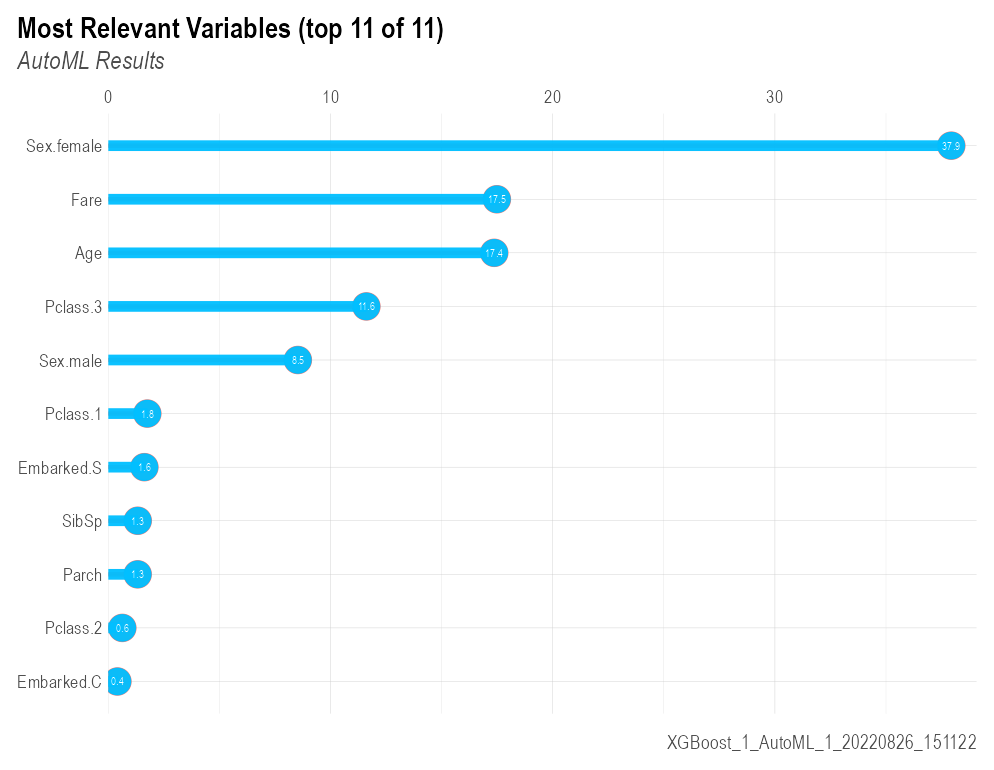 Most Relevant Variables (top 11 of 11)
AutoML Results
0 10 20 30
Sex.female 37.9
Fare 17.5
Age 17.4
Pclass.3 11.6
Sex.male 8.5
Pclass.1 1.8
Embarked.S 1.6
SibSp 1.3
Parch 1.3
Pclass.2 0.6
Embarked.C 0.4
XGBoost_1_AutoML_1_20220826_151122